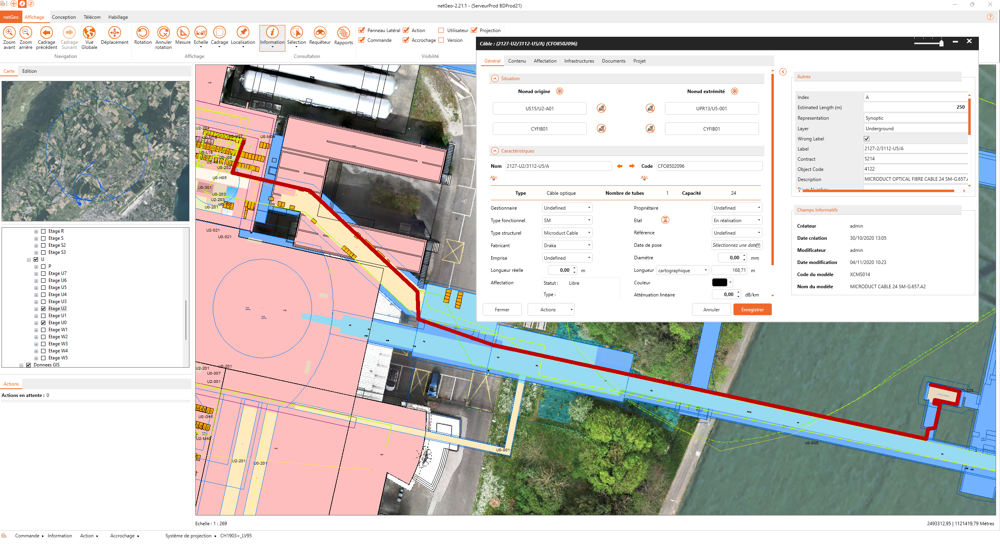 netGeo-2.21.1 - (ServeurProd BDProd21)
netGeo Affichage Conception Télécom Habillage
Zoom avant
Zoom arrière
Cadrage précédent
Cadrage Suivant
Vue Globale
Déplacement
Navigation
Rotation
Annuler rotation
Mesure
Echelle
Cadrage
Localisation
Affichage
Information
Sélection
Requêteur
Rapports
Consultation
Panneau Latéral Action Utilisateur Projection
Commande Accrochage Version
Visibilité
Carte Edition
Etage R
Etage S
Etage S2
Etage S3
U
P
Etage U7
Etage U6
Etage U5
Etage U4
Etage U3
Etage U2
Etage U1
Etage U0
Etage W1
Etage W2
Etage W3
Etage W4
Etage W5
Donnees GIS
Actions
Actions en attente : 0
U2-204
U0-N07
U0-M04
U0-L18
U0-J08
U0-202
U0-H05
U0-301
U0-203
U2-203
U0-201
U2-021
U0-021
U2-201
U0-201
U0-007
U2-001
U0-G45
U2-M40
U2-201
U0-201
U0-001
U0-005
U0-223
Câble : (2127-U2/3112-U5/A) (CFO8502096)
Général Contenu Affectation Infrastructures Documents Projet
Situation
Noeud origine Noeud extrémité
US15/U2-A01 UPR13/U5-001
CYFIB01 CYFIB01
Caractéristiques
Nom 2127-U2/3112-U5/A Code CFO8502096
Abc Abc
Type Câble optique Nombre de tubes 1 Capacité 24
Gestionnaire Undefined Propriétaire Undefined
Type fonctionnel SM Etat En réalisation
Type structurel Microduct Cable Référence Undefined
Fabricant Draka Date de pose Sélectionnez une date
Emprise Undefined Diamètre 0,00 mm
Longueur réelle 0,00 m Longueur cartographique 168,71 m
Affectation Statut : Libre Couleur
Type : Atténuation linéaire 0,00 dB/km
Fermer Actions Annuler Enregistrer
Autres
Index A
Estimated Length (m) 250
Representation Synoptic
Layer Underground
Wrong Label
Label 2127-2/3112-U5/A
Contract S214
Object Code 4122
Description MICRODUCT OPTICAL FIBRE CABLE 24 SM-G.657.A
Drum Number
Champs Informatifs
Créateur admin
Date création 30/10/2020 13:05
Modificateur admin
Date modification 04/11/2020 10:23
Code du modèle XCMS014
Nom du modèle MICRODUCT CABLE 24 SM-G.657.A2
Echelle : 1 : 269
2493312,95 | 1121419,79 Mètres
Commande Information Action Accrochage Système de projection CH1903+_LV95